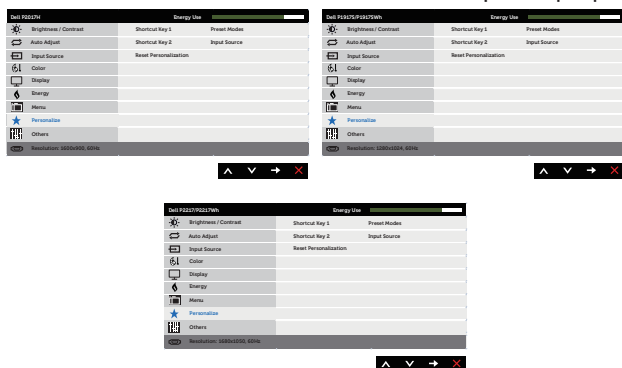 Dell P2017H Energy Use
Brightness / Contrast Shortcut Key 1 Preset Modes
Auto Adjust Shortcut Key 2 Input Source
Input Source Reset Personalization
Color
Display
Energy
Menu
Personalize
Others
Resolution: 1600x900, 60Hz
Dell P1917S/P1917SWh Energy Use
Brightness / Contrast Shortcut Key 1 Preset Modes
Auto Adjust Shortcut Key 2 Input Source
Input Source Reset Personalization
Color
Display
Energy
Menu
Personalize
Others
Resolution: 1280x1024, 60Hz
Dell P2217/P2217Wh Energy Use
Brightness / Contrast Shortcut Key 1 Preset Modes
Auto Adjust Shortcut Key 2 Input Source
Input Source Reset Personalization
Color
Display
Energy
Menu
Personalize
Others
Resolution: 1680x1050, 60Hz